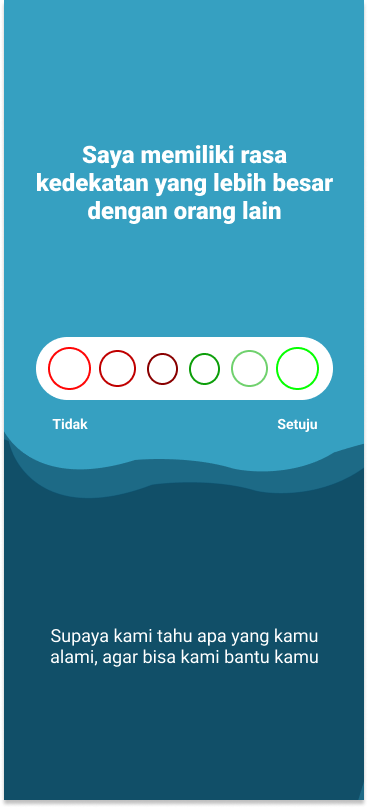 Saya memiliki rasa
kedekatan yang lebih besar
dengan orang lain
Tidak
Setuju
Supaya kami tahu apa yang kamu
alami, agar bisa kami bantu kamu